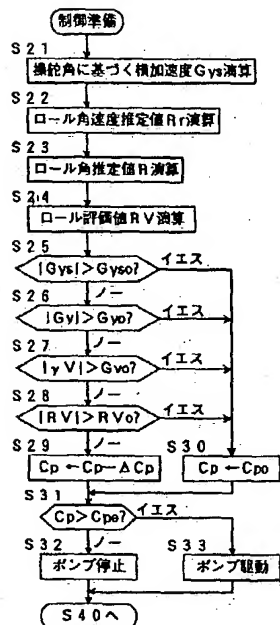 制御準備
S21
操舵角に基づく横加速度Gys演算
S22
ロール角速度推定値Rr演算
S23
ロール角推定値R演算
S24
ロール評価値RV演算
S25
|Gys|>Gyso?
イエス
ノー
S26
|Gy|>Gyo?
イエス
ノー
S27
|γV|>Gvo?
イエス
ノー
S28
|RV|>RVo?
イエス
ノー
S29
Cp←Cp-ΔCp
S30
Cp←Cpo
S31
Cp>Cpe?
イエス
ノー
S32
ポンプ停止
S33
ポンプ駆動
S40へ